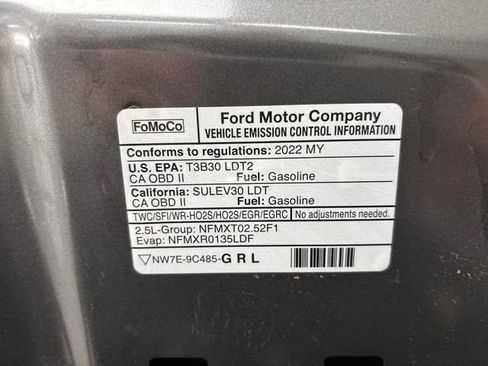 FoMoCo
Ford Motor Company
VEHICLE EMISSION CONTROL INFORMATION
Conforms to regulations: 2022 MY
U.S. EPA: T3B30 LDT2
CA OBD II Fuel: Gasoline
California: SULEV30 LDT
CA OBD II Fuel: Gasoline
TWC/SFI/WR-HO2S/HO2S/EGR/EGRC No adjustments needed.
2.5L-Group: NFMXT02.52F1
Evap: NFMXR0135LDF
NW7E-9C485-G R L